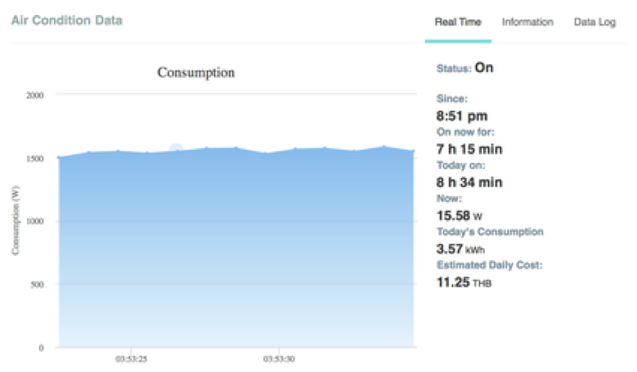 Air Condition Data
Real Time Information Data Log
Consumption
2000
1500
1000
500
0
Consumption (W)
03:53:25 03:53:30
Status: On
Since:
8:51 pm
On now for:
7 h 15 min
Today on:
8 h 34 min
Now:
15.58 W
Today's Consumption
3.57 kWh
Estimated Daily Cost:
11.25 THB